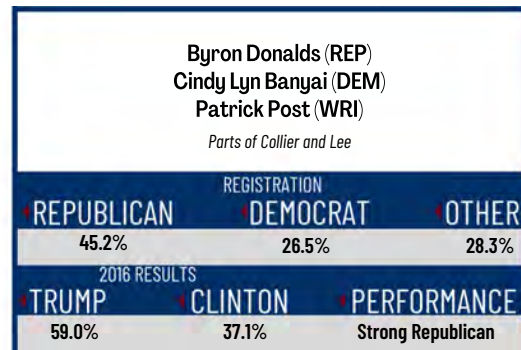 Byron Donalds (REP)
Cindy Lyn Banyai (DEM)
Patrick Post (WRI)
Parts of Collier and Lee
REGISTRATION
REPUBLICAN DEMOCRAT OTHER
45.2% 26.5% 28.3%
2016 RESULTS
TRUMP CLINTON PERFORMANCE
59.0% 37.1% Strong Republican